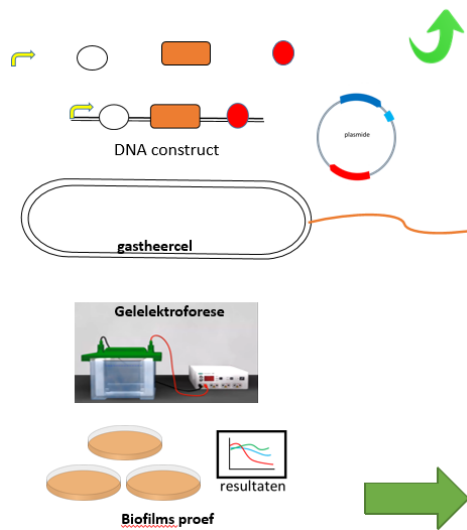 DNA construct
plasmide
gastheercel
Gelelektroforese
resultaten
Biofilms proef